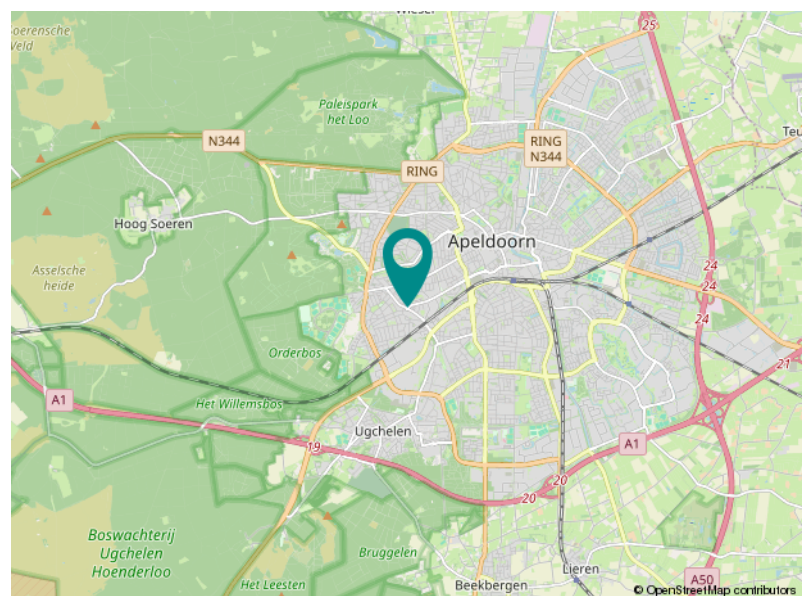 Wiesel
oerensche
Veld
25
Paleispark
het Loo
Teu
N344
RING
N344
RING
Hoog Soeren
Apeldoorn
Asselsche
heide
24
24
24
Orderbos
21
A1
Het Willemsbos
Ugchelen
19
A1
20
20
Boswachterij
Ugchelen
Hoenderloo
Bruggelen
Het Leesten
Lieren
Beekbergen
A50
© OpenStreetMap contributors